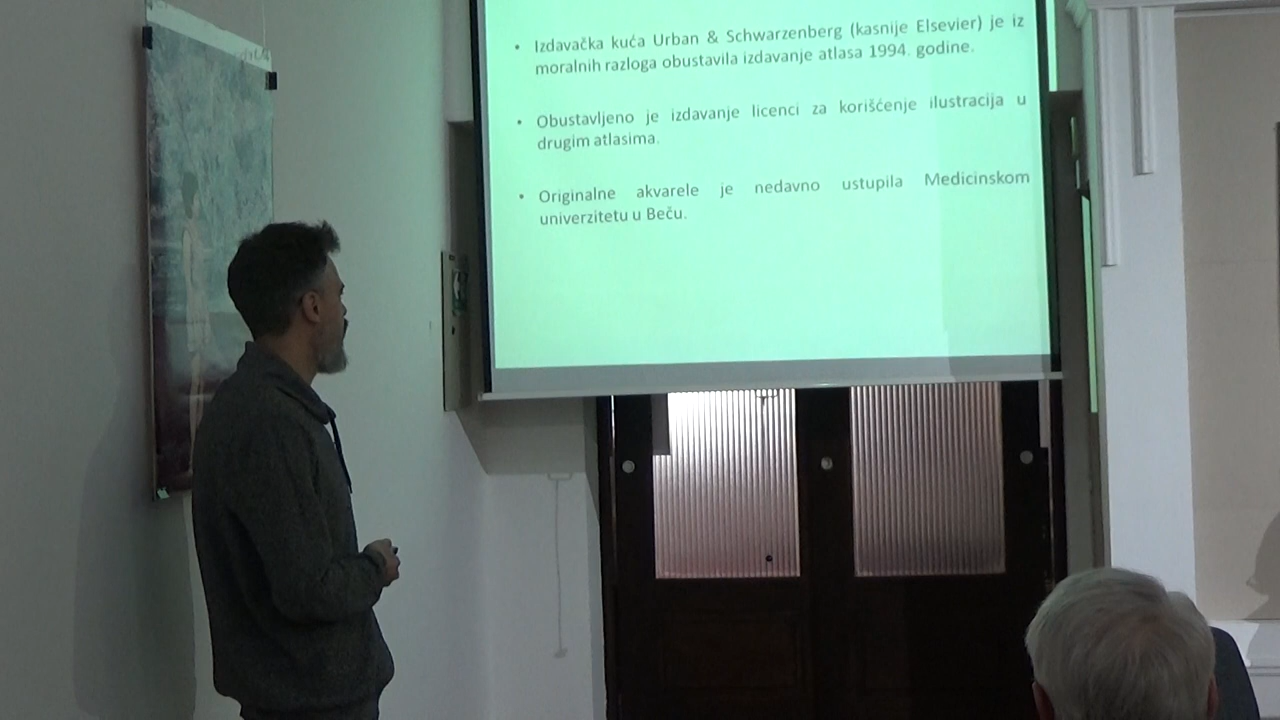 • Izdavačka kuća Urban & Schwarzenberg (kasnije Elsevier) je iz
moralnih razloga obustavila izdavanje atlasa 1994. godine.
• Obustavljeno je izdavanje licenci za korišćenje ilustracija u
drugim atlasima.
• Originalne akvarele je nedavno ustupila Medicinskom
univerzitetu u Beču.